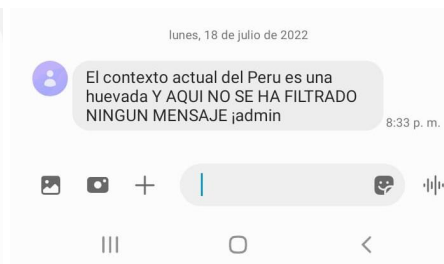 lunes, 18 de julio de 2022
El contexto actual del Peru es una
huevada Y AQUI NO SE HA FILTRADO
NINGUN MENSAJE ¡admin
8:33 p. m.